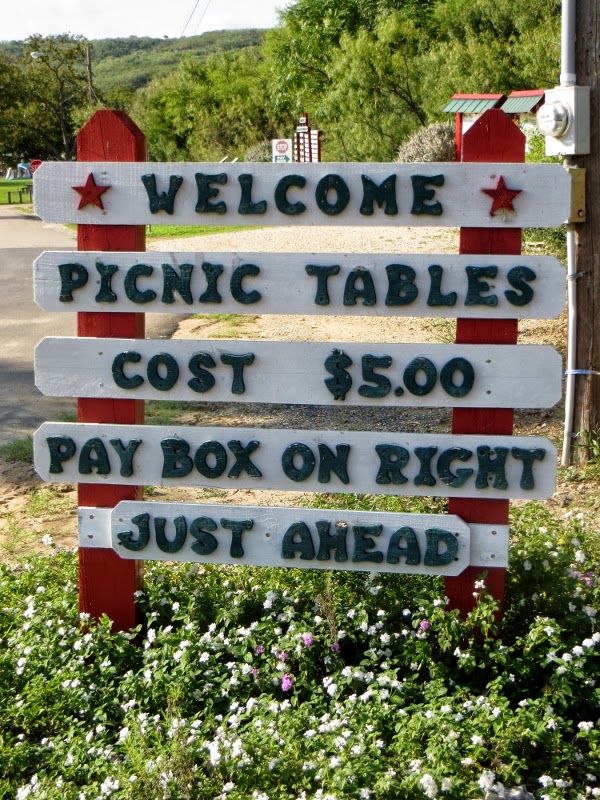 WELCOME
PICNIC TABLES
COST $5.00
PAY BOX ON RIGHT
JUST AHEAD